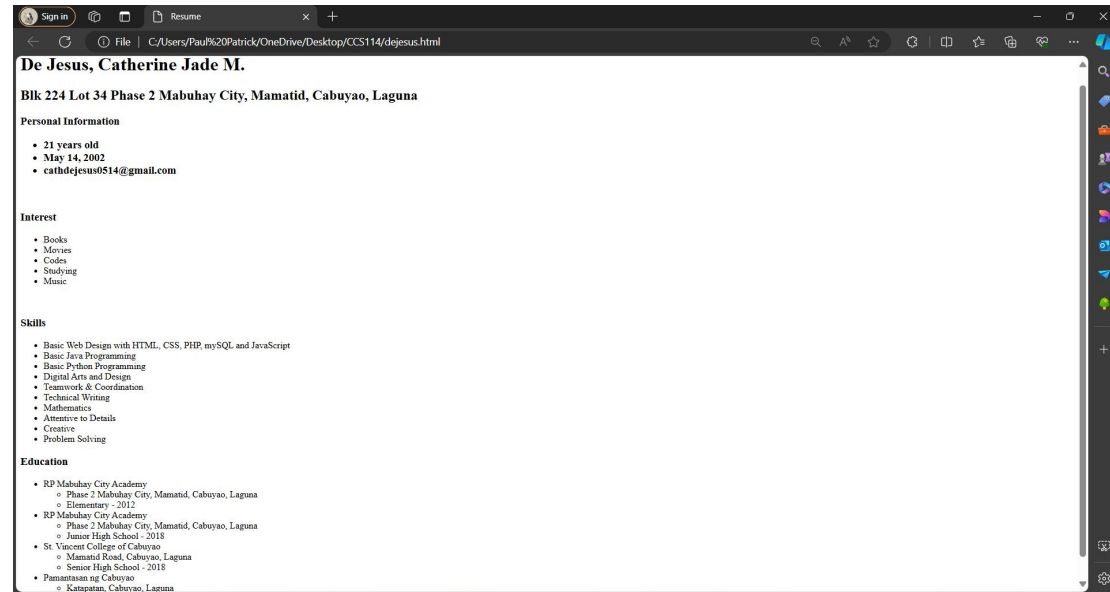 Sign in
Resume
File
C:/Users/Paul%20Patrick/OneDrive/Desktop/CCS114/dejesus.html
De Jesus, Catherine Jade M.
Blk 224 Lot 34 Phase 2 Mabuhay City, Mamatid, Cabuyao, Laguna
Personal Information
21 years old
May 14, 2002
cathdejesus0514@gmail.com
Interest
Books
Movies
Codes
Studying
Music
Skills
Basic Web Design with HTML, CSS, PHP, mySQL and JavaScript
Basic Java Programming
Basic Python Programming
Digital Arts and Design
Teamwork & Coordination
Technical Writing
Mathematics
Attentive to Details
Creative
Problem Solving
Education
RP Mabuhay City Academy
Phase 2 Mabuhay City, Mamatid, Cabuyao, Laguna
Elementary - 2012
RP Mabuhay City Academy
Phase 2 Mabuhay City, Mamatid, Cabuyao, Laguna
Junior High School - 2018
St. Vincent College of Cabuyao
Mamatid Road, Cabuyao, Laguna
Senior High School - 2018
Pamantasan ng Cabuyao
Katapatan, Cabuyao, Laguna